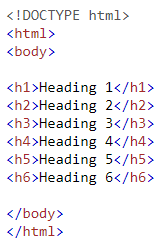 <!DOCTYPE html>
<html>
<body>

<h1>Heading 1</h1>
<h2>Heading 2</h2>
<h3>Heading 3</h3>
<h4>Heading 4</h4>
<h5>Heading 5</h5>
<h6>Heading 6</h6>

</body>
</html>